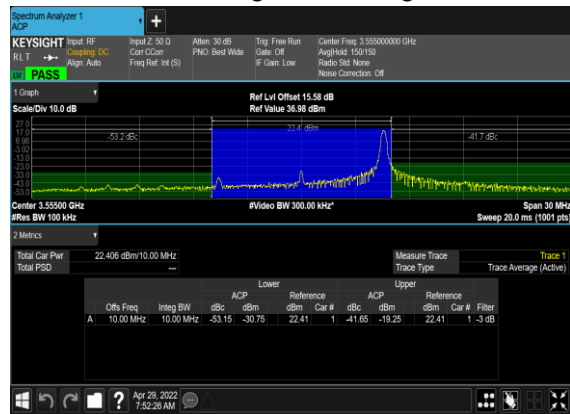 Spectrum Analyzer 1
ACP
+
KEYSIGHT Input: RF Input Z: 50 Ω Atten: 30 dB Trig: Free Run Center Freq: 3.555000000 GHz
RLT Coupling: DC Corr CCorr PNO: Best Wide Gate: Off Avg|Hold: 150/150
Align: Auto Freq Ref: Int (S) IF Gain: Low Radio Std: None
LXI PASS Noise Correction: Off
1 Graph
Ref Lvl Offset 15.58 dB
Scale/Div 10.0 dB Ref Value 36.98 dBm
27.0
17.0 -53.2 dBc 22.41 dBm -41.7 dBc
6.98
-3.02
-13.0
-23.0
-33.0
-43.0
-53.0
Center 3.55500 GHz #Video BW 300.00 kHz* Span 30 MHz
#Res BW 100 kHz Sweep 20.0 ms (1001 pts)
2 Metrics
Total Car Pwr 22.406 dBm/10.00 MHz Measure Trace Trace 1
Total PSD --- Trace Type Trace Average (Active)
Lower Upper
ACP Reference ACP Reference
Offs Freq Integ BW dBc dBm dBm Car # dBc dBm dBm Car # Filter
A 10.00 MHz 10.00 MHz -53.15 -30.75 22.41 1 -41.65 -19.25 22.41 1 -3 dB
? Apr 29, 2022
7:52:26 AM